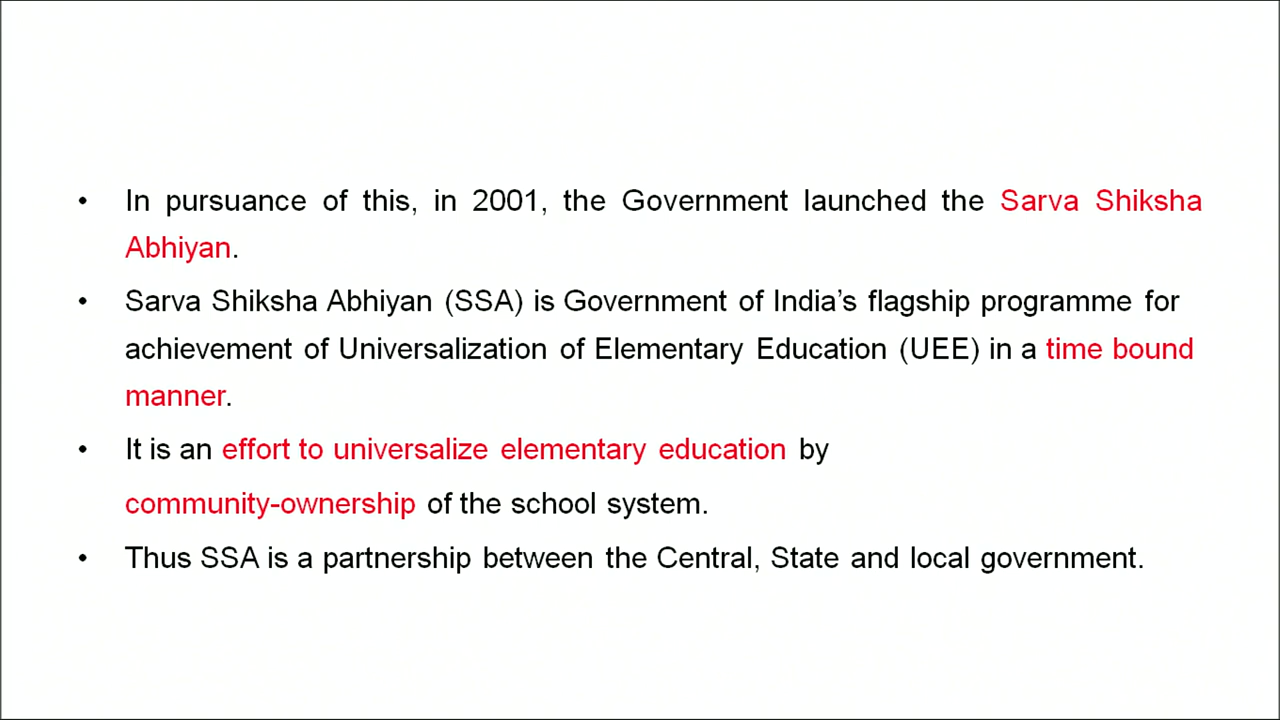 • In pursuance of this, in 2001, the Government launched the Sarva Shiksha
Abhiyan.
• Sarva Shiksha Abhiyan (SSA) is Government of India’s flagship programme for
achievement of Universalization of Elementary Education (UEE) in a time bound
manner.
• It is an effort to universalize elementary education by
community-ownership of the school system.
• Thus SSA is a partnership between the Central, State and local government.